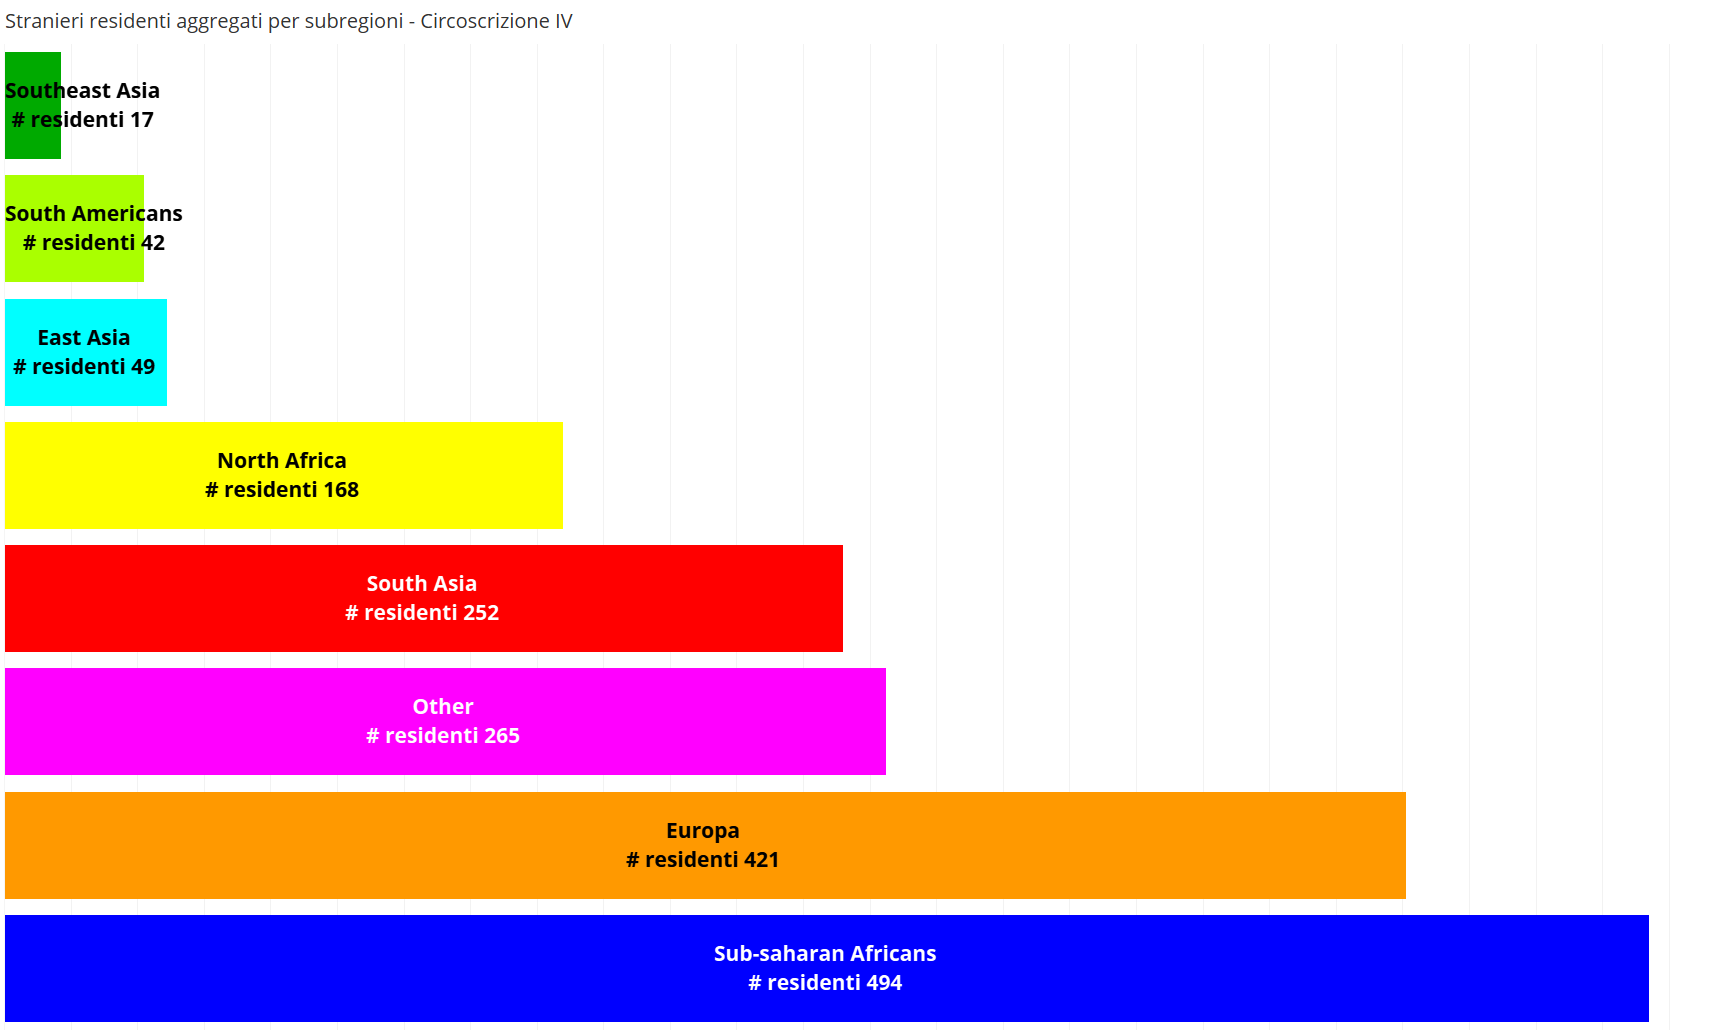 Stranieri residenti aggregati per subregioni - Circoscrizione IV
Southeast Asia
# residenti 17
South Americans
# residenti 42
East Asia
# residenti 49
North Africa
# residenti 168
South Asia
# residenti 252
Other
# residenti 265
Europa
# residenti 421
Sub-saharan Africans
# residenti 494